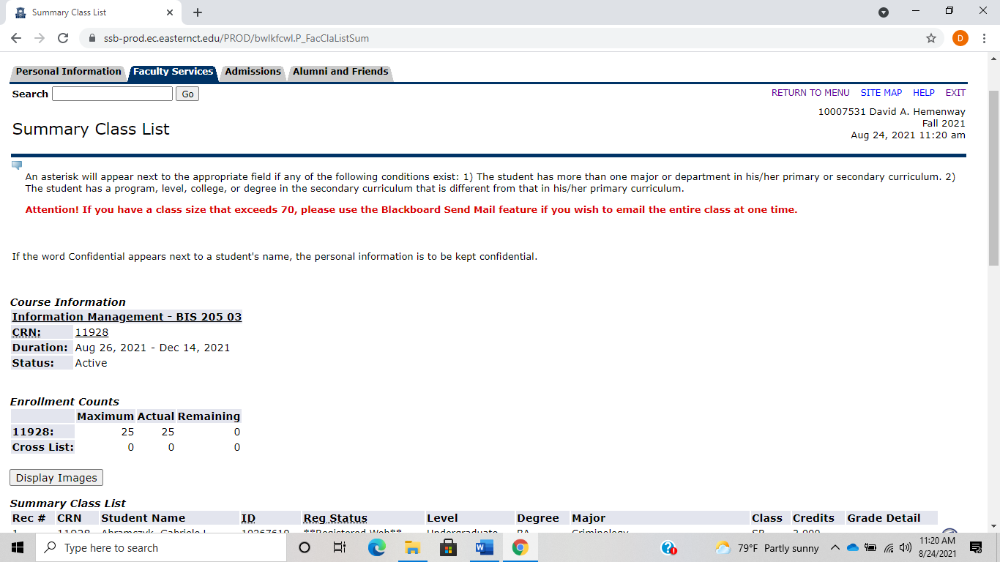 Summary Class List
ssb-prod.ec.easternct.edu/PROD/bwlkfcwl.P_FacClaListSum
D
Personal Information Faculty Services Admissions Alumni and Friends
Search Go RETURN TO MENU SITE MAP HELP EXIT
10007531 David A. Hemenway
Fall 2021
Aug 24, 2021 11:20 am
Summary Class List
An asterisk will appear next to the appropriate field if any of the following conditions exist: 1) The student has more than one major or department in his/her primary or secondary curriculum. 2)
The student has a program, level, college, or degree in the secondary curriculum that is different from that in his/her primary curriculum.
Attention! If you have a class size that exceeds 70, please use the Blackboard Send Mail feature if you wish to email the entire class at one time.
If the word Confidential appears next to a student's name, the personal information is to be kept confidential.
Course Information
Information Management - BIS 205 03
CRN: 11928
Duration: Aug 26, 2021 - Dec 14, 2021
Status: Active
Enrollment Counts
Maximum Actual Remaining
11928: 25 25 0
Cross List: 0 0 0
Display Images
Summary Class List
Rec # CRN Student Name ID Reg Status Level Degree Major Class Credits Grade Detail
Type here to search
79°F Partly sunny
11:20 AM
8/24/2021